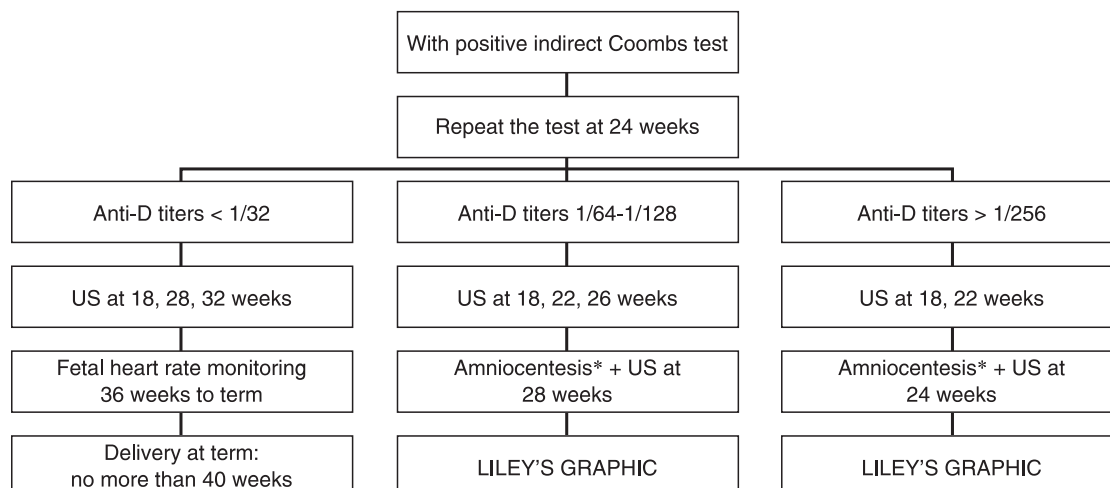 With positive indirect Coombs test
Repeat the test at 24 weeks
Anti-D titers < 1/32
Anti-D titers 1/64-1/128
Anti-D titers > 1/256
US at 18, 28, 32 weeks
US at 18, 22, 26 weeks
US at 18, 22 weeks
Fetal heart rate monitoring
36 weeks to term
Amniocentesis* + US at
28 weeks
Amniocentesis* + US at
24 weeks
Delivery at term:
no more than 40 weeks
LILEY'S GRAPHIC
LILEY'S GRAPHIC